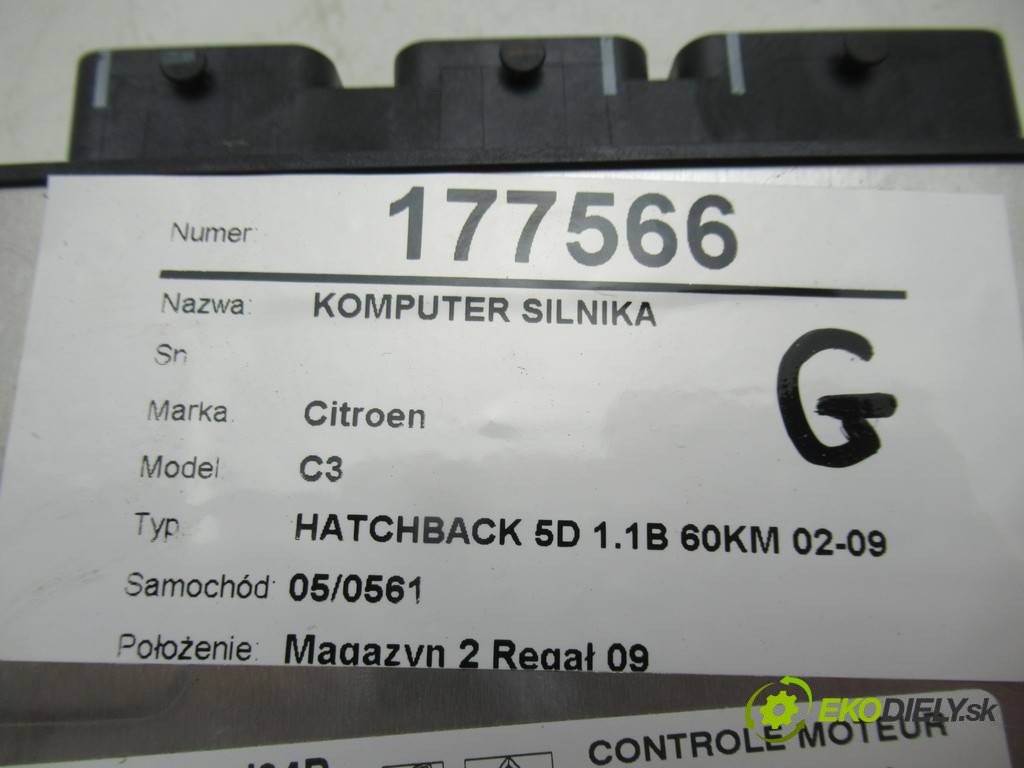 Numer: 177566
Nazwa: KOMPUTER SILNIKA
Sn
G
Marka: Citroen
Model C3
Typ HATCHBACK 5D 1.1B 60KM 02-09
Samochód 05/0561
Położenie: Magazyn 2 Regał 09
EKODIELY.sk
CONTROLE MOTEUR